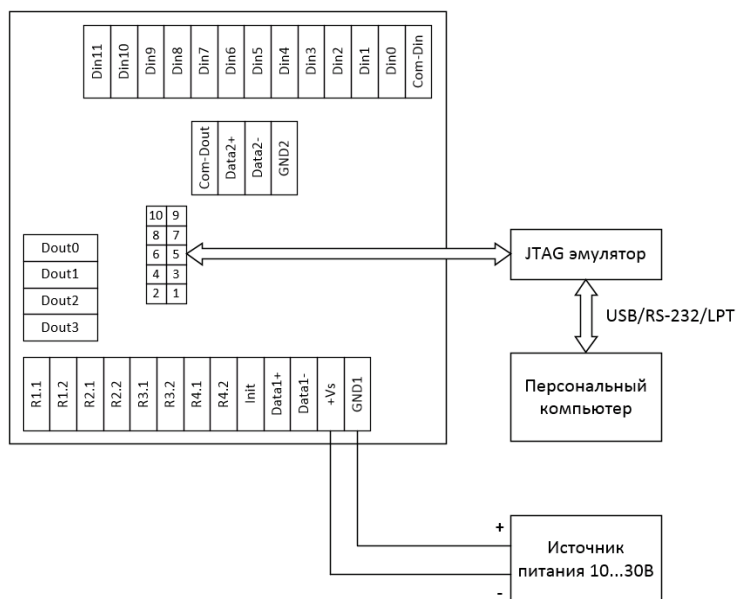 Din11 Din10 Din9 Din8 Din7 Din6 Din5 Din4 Din3 Din2 Din1 Din0 Com-Din
Com-Dout Data2+ Data2- GND2
10 9
8 7
6 5
4 3
2 1
Dout0
Dout1
Dout2
Dout3
JTAG эмулятор
USB/RS-232/LPT
Персональный
компьютер
R1.1 R1.2 R2.1 R2.2 R3.1 R3.2 R4.1 R4.2 Init Data1+ Data1- +Vs GND1
+
Источник
питания 10...30В
-